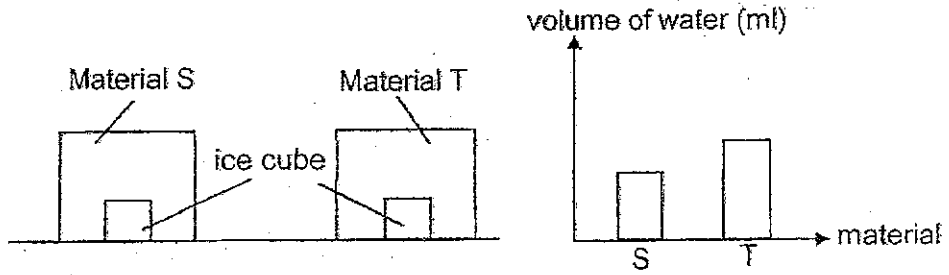 volume of water (ml)
Material S
Material T
ice cube
material
S
T